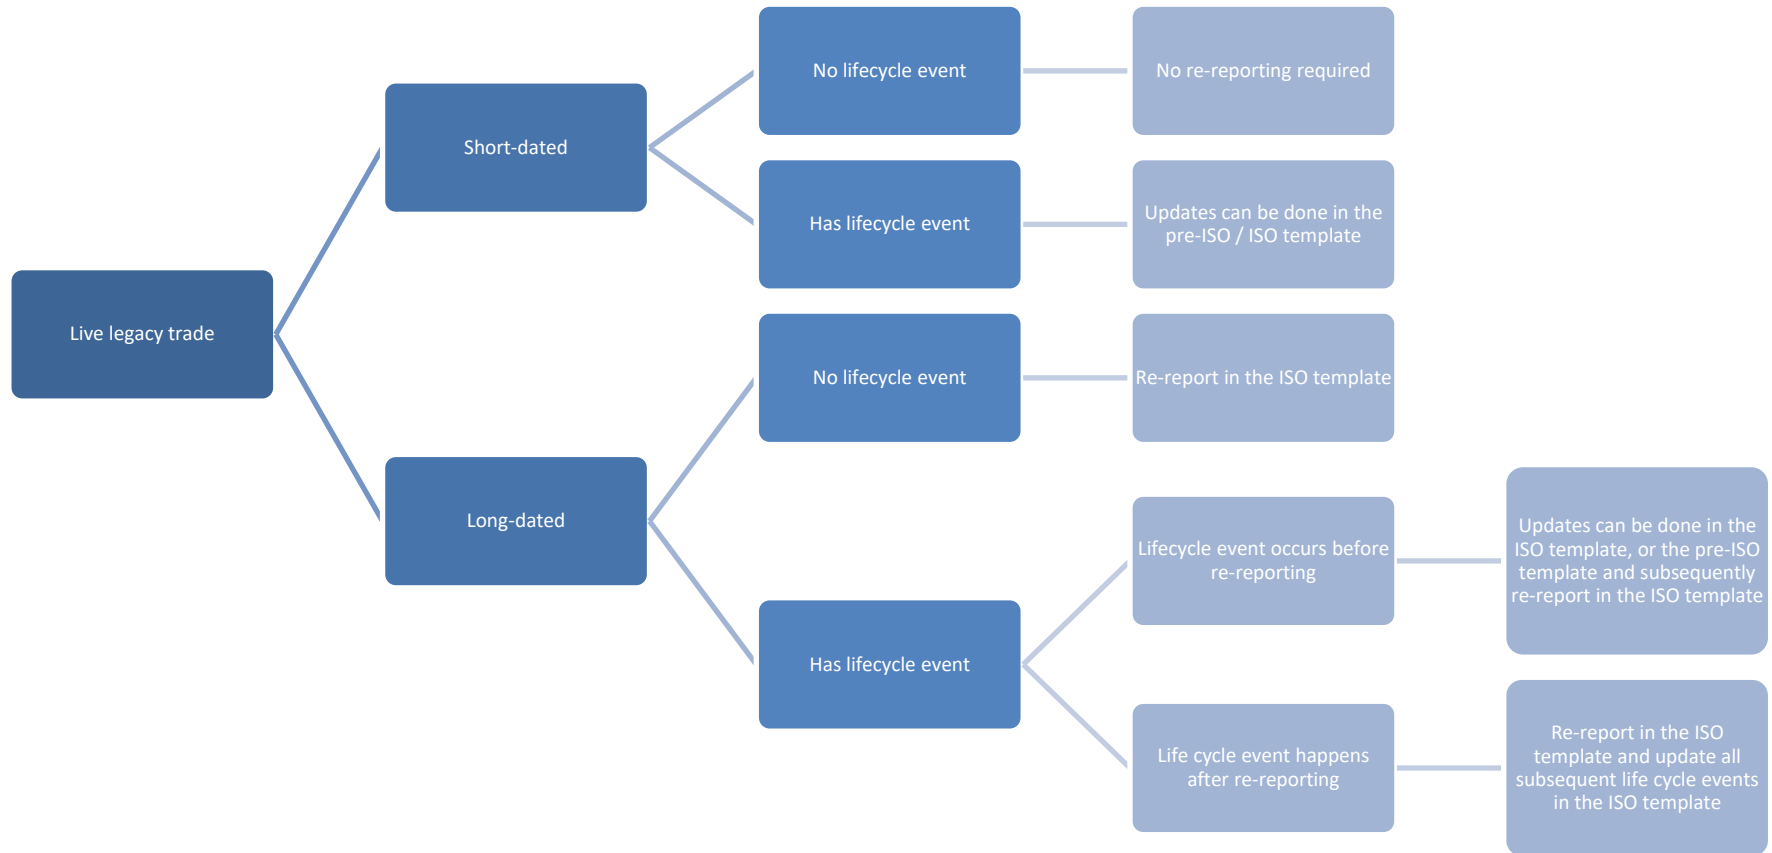 Live legacy trade
Short-dated
No lifecycle event
No re-reporting required
Has lifecycle event
Updates can be done in the
pre-ISO / ISO template
Long-dated
No lifecycle event
Re-report in the ISO template
Has lifecycle event
Lifecycle event occurs before
re-reporting
Updates can be done in the
ISO template, or the pre-ISO
template and subsequently
re-report in the ISO template
Life cycle event happens
after re-reporting
Re-report in the ISO
template and update all
subsequent life cycle events
in the ISO template